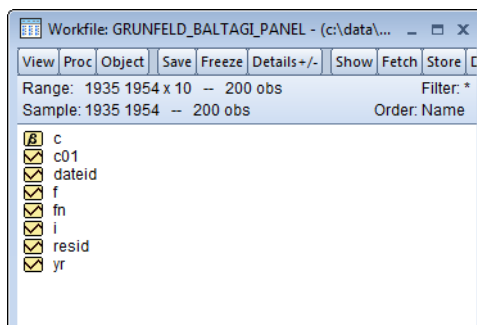 Workfile: GRUNFELD_BALTAGI_PANEL - (c:\data\...
View Proc Object Save Freeze Details+/- Show Fetch Store
Range: 1935 1954 x 10 -- 200 obs Filter: *
Sample: 1935 1954 -- 200 obs Order: Name
β c
c01
dateid
f
fn
i
resid
yr